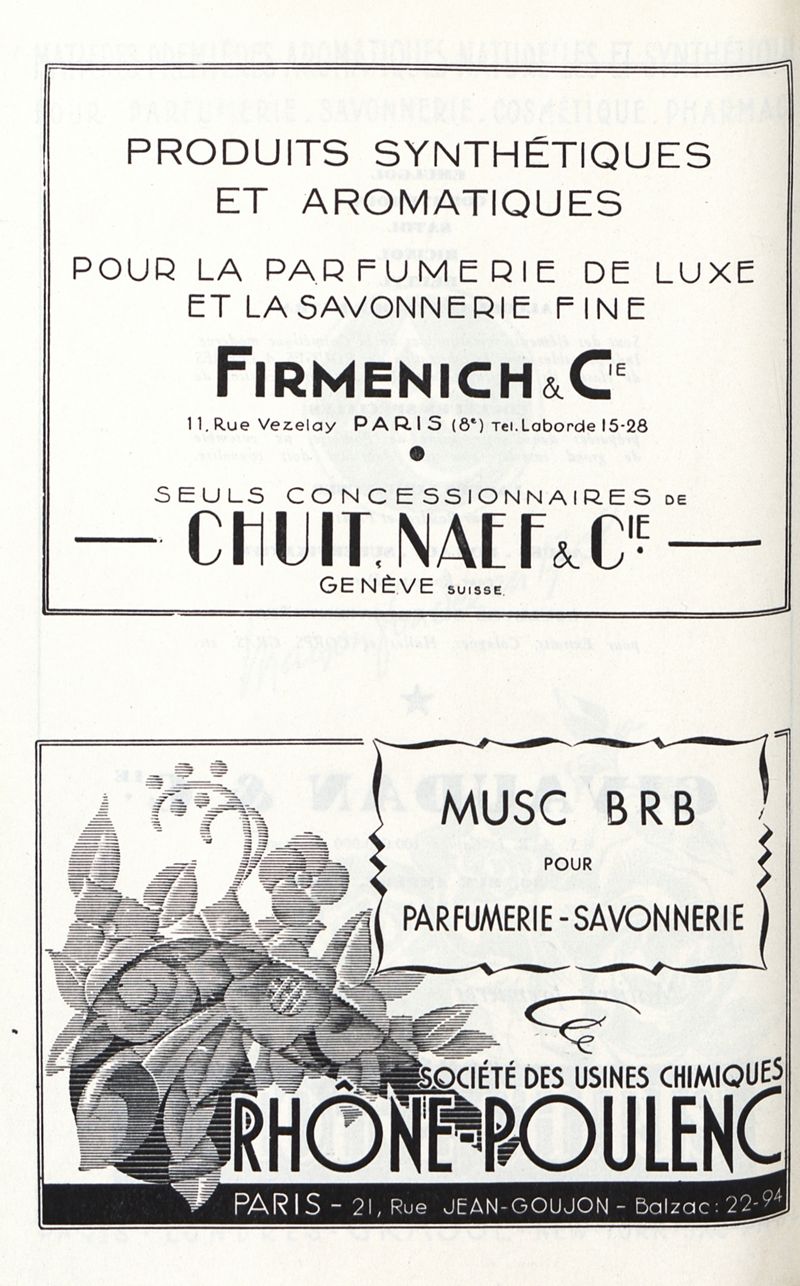 PRODUITS SYNTHÉTIQUES
ET AROMATIQUES
POUR LA PARFUMERIE DE LUXE
ET LA SAVONNERIE FINE
FIRMENICH & CIE
11. Rue Vezelay PARIS (8e) Tel. Laborde 15-28
SEULS CONCESSIONNAIRES DE
CHUIT, NAEF & CIE.
GENÈVE SUISSE.
MUSC BRB
POUR
PARFUMERIE - SAVONNERIE
SOCIÉTÉ DES USINES CHIMIQUES
RHÔNE-POULENC
PARIS - 21, Rue JEAN-GOUJON - Balzac: 22-94